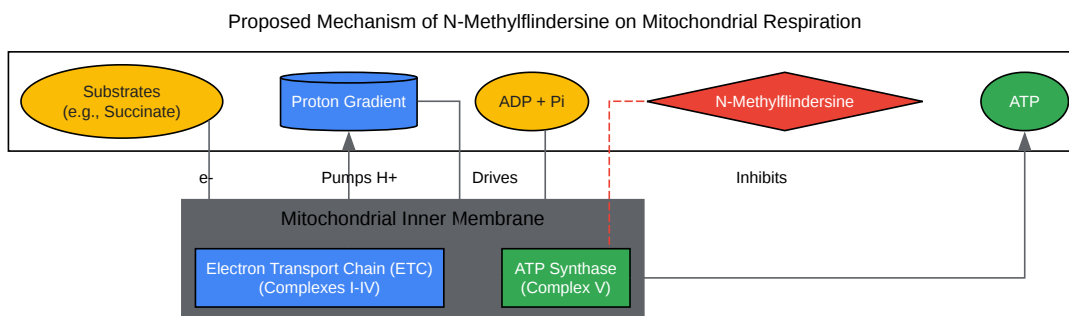 Proposed Mechanism of N-Methylflindersine on Mitochondrial Respiration
Substrates
(e.g., Succinate)
Proton Gradient
ADP + Pi
N-Methylflindersine
ATP
e-
Pumps H+
Drives
Inhibits
Mitochondrial Inner Membrane
Electron Transport Chain (ETC)
(Complexes I-IV)
ATP Synthase
(Complex V)